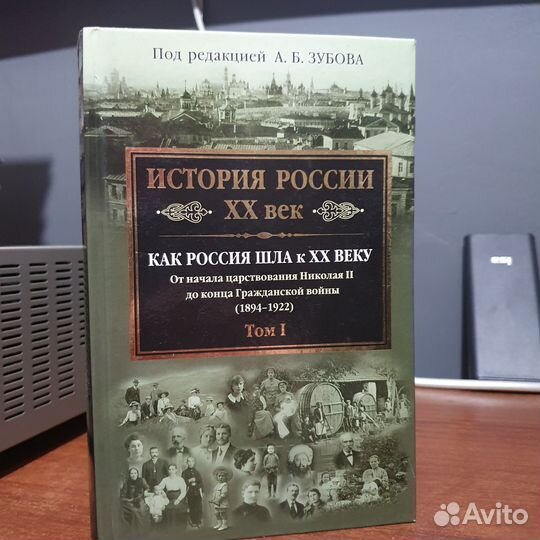 Под редакцией А. Б. ЗУБОВА
ИСТОРИЯ РОССИИ
XX век
КАК РОССИЯ ШЛА к XX ВЕКУ
От начала царствования Николая II
до конца Гражданской войны
(1894–1922)
Том I
Avito